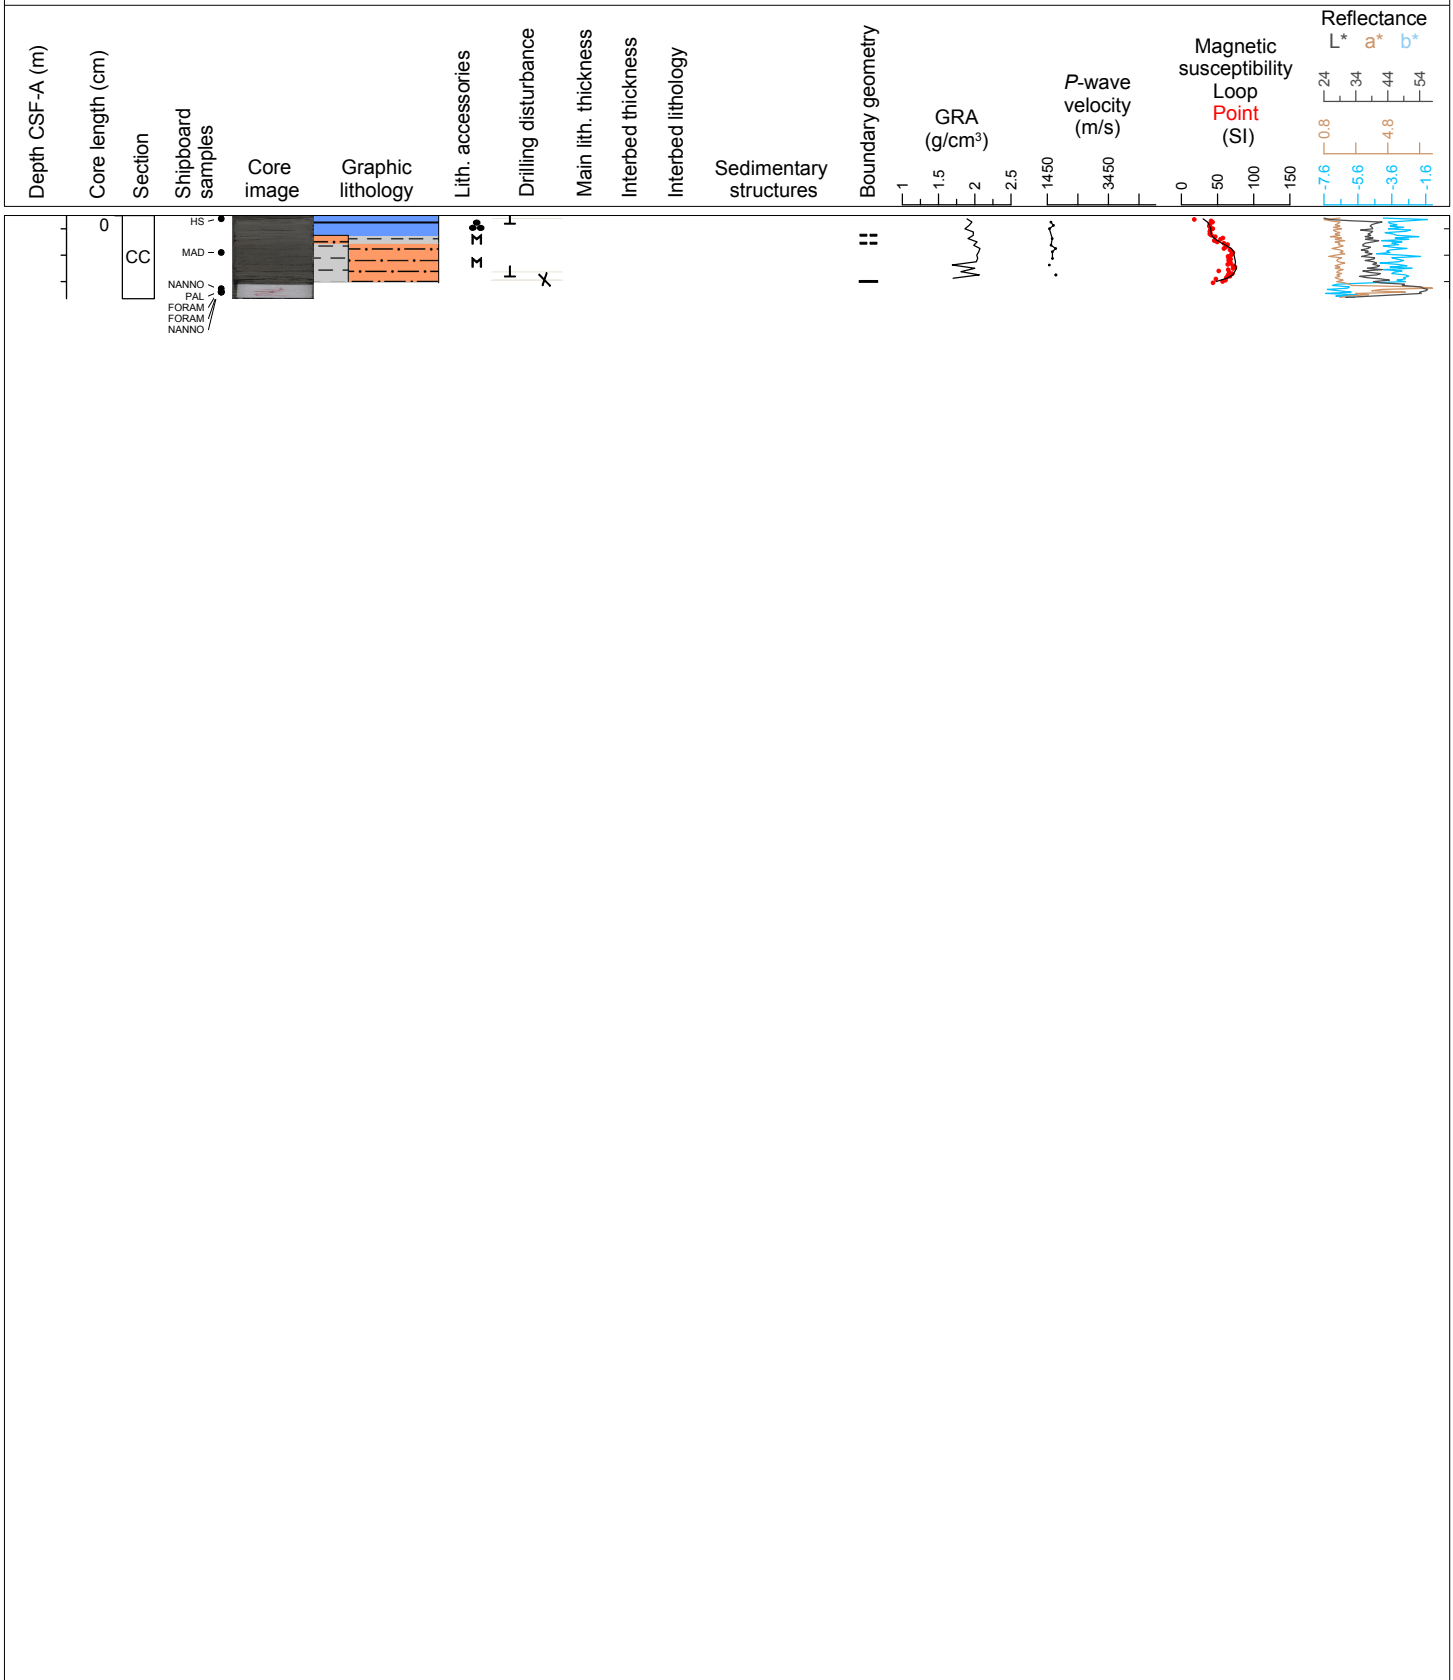 Depth CSF-A (m)
Core length (cm)
Section
Shipboard
samples
Core
image
Graphic
lithology
Lith. accessories
Drilling disturbance
Main lith. thickness
Interbed thickness
Interbed lithology
Sedimentary
structures
Boundary geometry
GRA
(g/cm³)
1 1.5 2 2.5
P-wave
velocity
(m/s)
1450 3450
Magnetic
susceptibility
Loop
Point
(SI)
0 50 100 150
Reflectance
L* a* b*
24 34 44 54
0.8 4.8
-7.6 -5.6 -3.6 -1.6
0
CC
HS
MAD
NANNO
PAL
FORAM
FORAM
NANNO
M
M